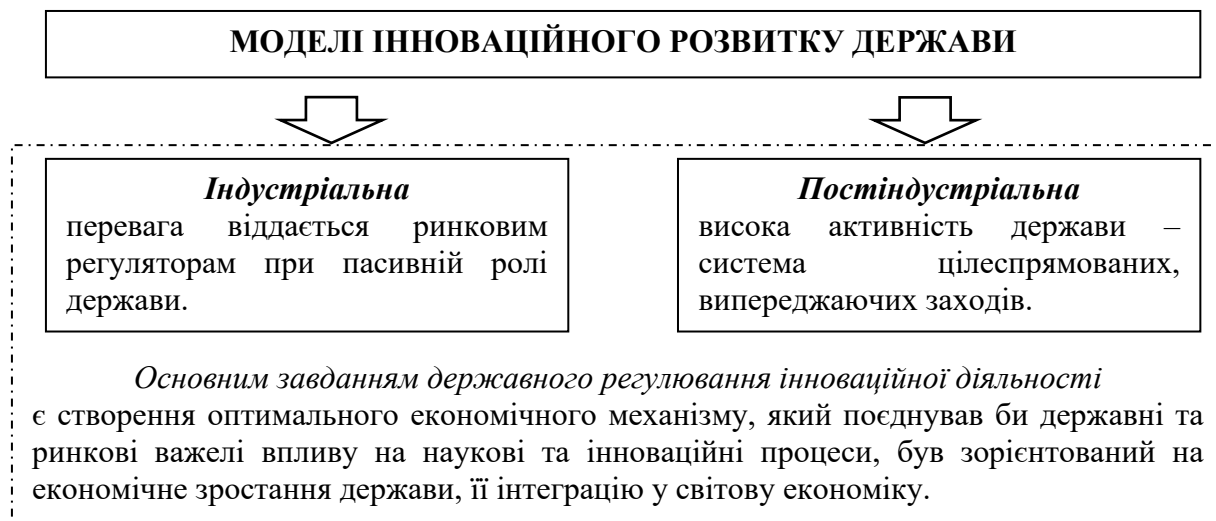 МОДЕЛІ ІННОВАЦІЙНОГО РОЗВИТКУ ДЕРЖАВИ
Індустріальна
перевага віддається ринковим
регуляторам при пасивній ролі
держави.
Постіндустріальна
висока активність держави –
система цілеспрямованих,
випереджаючих заходів.
Основним завданням державного регулювання інноваційної діяльності
є створення оптимального економічного механізму, який поєднував би державні та
ринкові важелі впливу на наукові та інноваційні процеси, був зорієнтований на
економічне зростання держави, її інтеграцію у світову економіку.